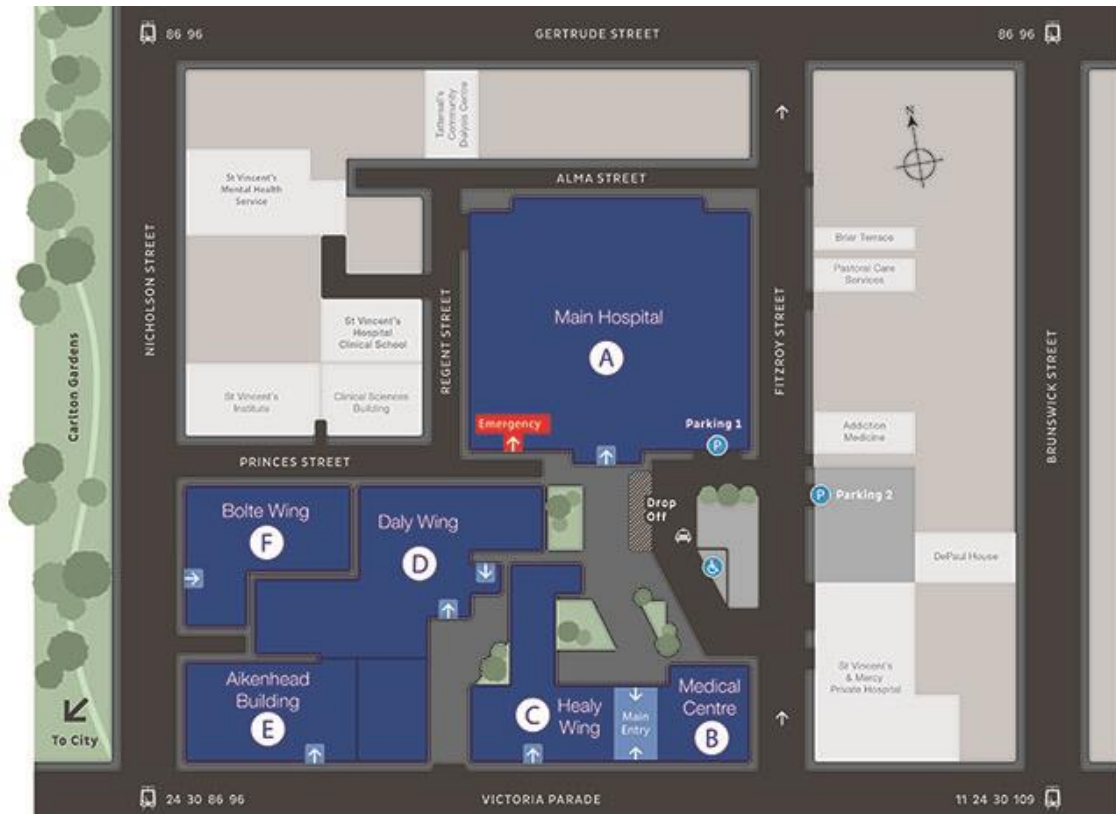 86 96
GERTRUDE STREET
86 96
Tattersall's
Community
Dialysis Centre
N
ALMA STREET
St Vincent's
Mental Health
Service
NICHOLSON STREET
Carlton Gardens
REGENT STREET
FITZROY STREET
BRUNSWICK STREET
Briar Terrace
Pastoral Care
Services
Main Hospital
A
St Vincent's
Hospital
Clinical School
St Vincent's
Institute
Clinical Sciences
Building
Emergency
Parking 1
P
Addiction
Medicine
PRINCES STREET
Bolte Wing
F
Daly Wing
D
Drop
Off
P Parking 2
DePaul House
Aikenhead
Building
E
C
Healy
Wing
Main
Entry
Medical
Centre
B
St Vincent's
& Mercy
Private Hospital
To City
24 30 86 96
VICTORIA PARADE
11 24 30 109